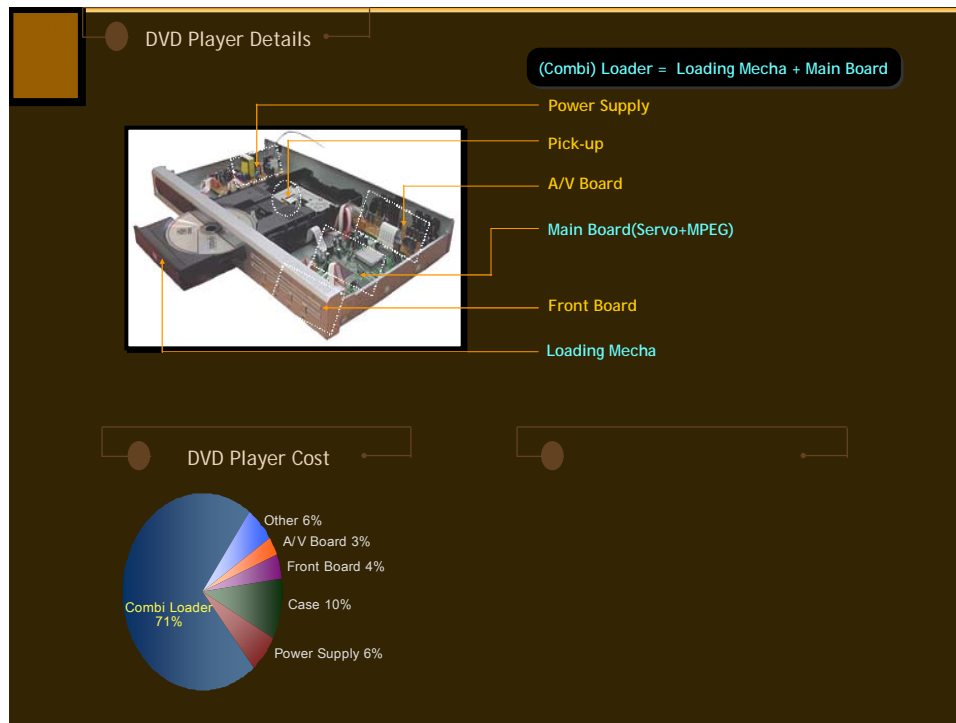 DVD Player Details
(Combi) Loader = Loading Mecha + Main Board
Power Supply
Pick-up
A/V Board
Main Board(Servo+MPEG)
Front Board
Loading Mecha
DVD Player Cost
Other 6%
A/V Board 3%
Front Board 4%
Combi Loader
71%
Case 10%
Power Supply 6%